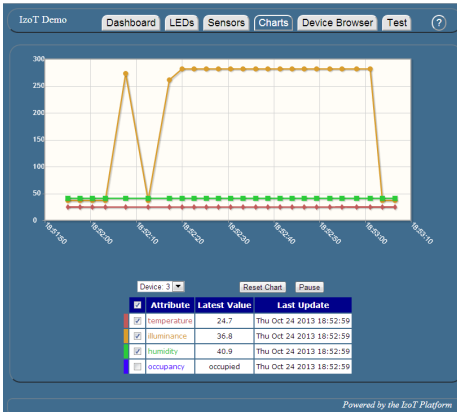 IzoT Demo
Dashboard LEDs Sensors Charts Device Browser Test ?
300
250
200
150
100
50
0
18:51:50 18:52:00 18:52:10 18:52:20 18:52:30 18:52:40 18:52:50 18:53:00 18:53:10
Device: 3 Reset Chart Pause
Attribute Latest Value Last Update
temperature 24.7 Thu Oct 24 2013 18:52:59
illuminance 36.8 Thu Oct 24 2013 18:52:59
humidity 40.9 Thu Oct 24 2013 18:52:59
occupancy occupied Thu Oct 24 2013 18:52:59
Powered by the IzoT Platform